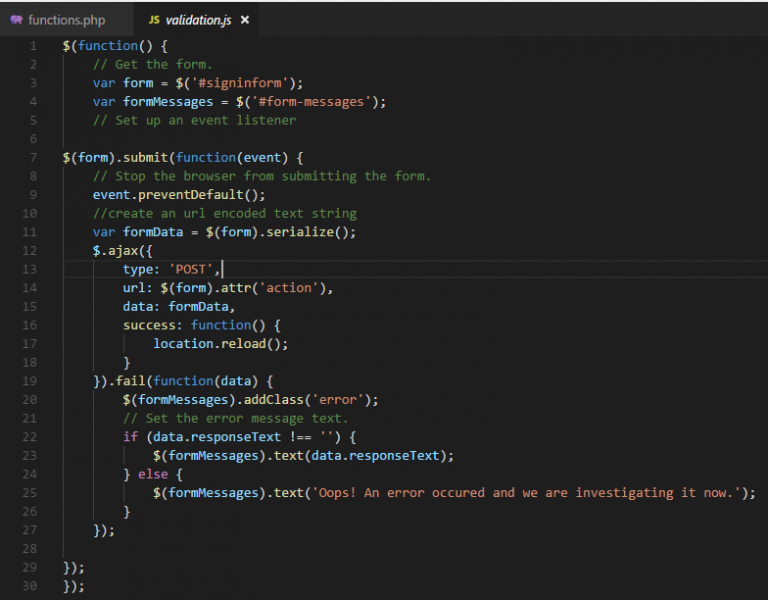 functions.php
JS validation.js ×
1 $(function() {
2 // Get the form.
3 var form = $('#signinform');
4 var formMessages = $('#form-messages');
5 // Set up an event listener
6
7 $(form).submit(function(event) {
8 // Stop the browser from submitting the form.
9 event.preventDefault();
10 //create an url encoded text string
11 var formData = $(form).serialize();
12 $.ajax({
13 type: 'POST',
14 url: $(form).attr('action'),
15 data: formData,
16 success: function() {
17 location.reload();
18 }
19 }).fail(function(data) {
20 $(formMessages).addClass('error');
21 // Set the error message text.
22 if (data.responseText !== '') {
23 $(formMessages).text(data.responseText);
24 } else {
25 $(formMessages).text('Oops! An error occured and we are investigating it now.');
26 }
27 });
28
29 });
30 });